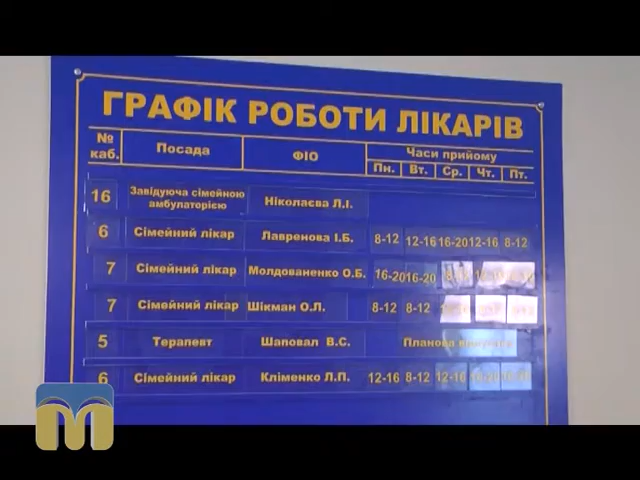 ГРАФІК РОБОТИ ЛІКАРІВ
№ каб. Посада ФІО Часи прийому
Пн. Вт. Ср. Чт. Пт.
16 Завідуюча сімейною амбулаторією Ніколаєва Л.І.
6 Сімейний лікар Лавренова І.Б. 8-12 12-16 16-20 12-16 8-12
7 Сімейний лікар Молдованенко О.Б. 16-20 16-20
7 Сімейний лікар Шікман О.Л. 8-12 8-12
5 Терапевт Шаповал В.С. Планова
6 Сімейний лікар Кліменко Л.П. 12-16 8-12 12-16